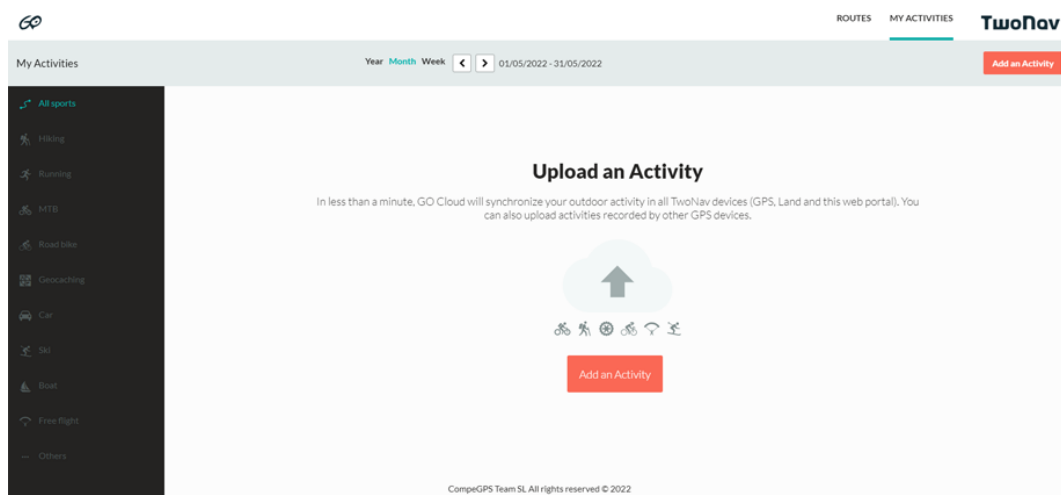 GO
ROUTES MY ACTIVITIES TwoNav
My Activities Year Month Week < > 01/05/2022 - 31/05/2022 Add an Activity
All sports
Hiking
Running
MTB
Road bike
Geocaching
Car
Ski
Boat
Free flight
Others
Upload an Activity
In less than a minute, GO Cloud will synchronize your outdoor activity in all TwoNav devices (GPS, Land and this web portal). You
can also upload activities recorded by other GPS devices.
Add an Activity
CompeGPS Team SL All rights reserved © 2022